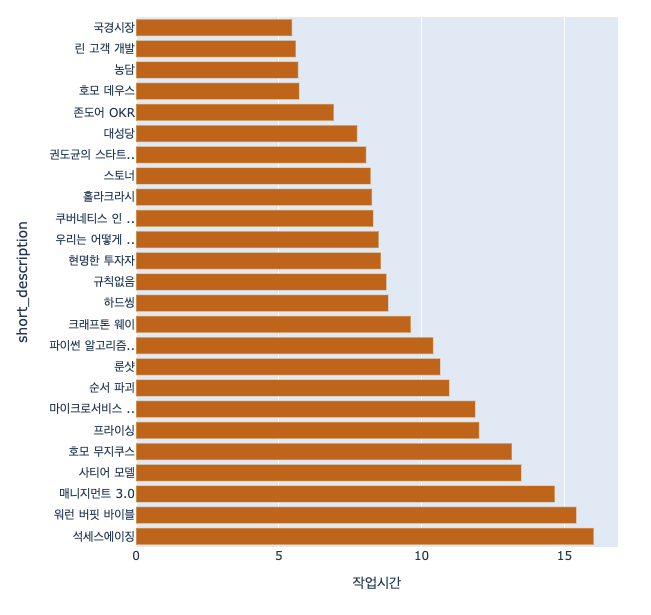 국경시장
린 고객 개발
농담
호모 데우스
존도어 OKR
대성당
권도균의 스타트..
스토너
홀라크라시
쿠버네티스 인 ..
우리는 어떻게 ..
현명한 투자자
규칙없음
하드씽
크래프톤 웨이
파이썬 알고리즘..
룬샷
순서 파괴
마이크로서비스 ..
프라이싱
호모 무지쿠스
사티어 모델
매니지먼트 3.0
워런 버핏 바이블
석세스에이징
short_description
0 5 10 15
작업시간